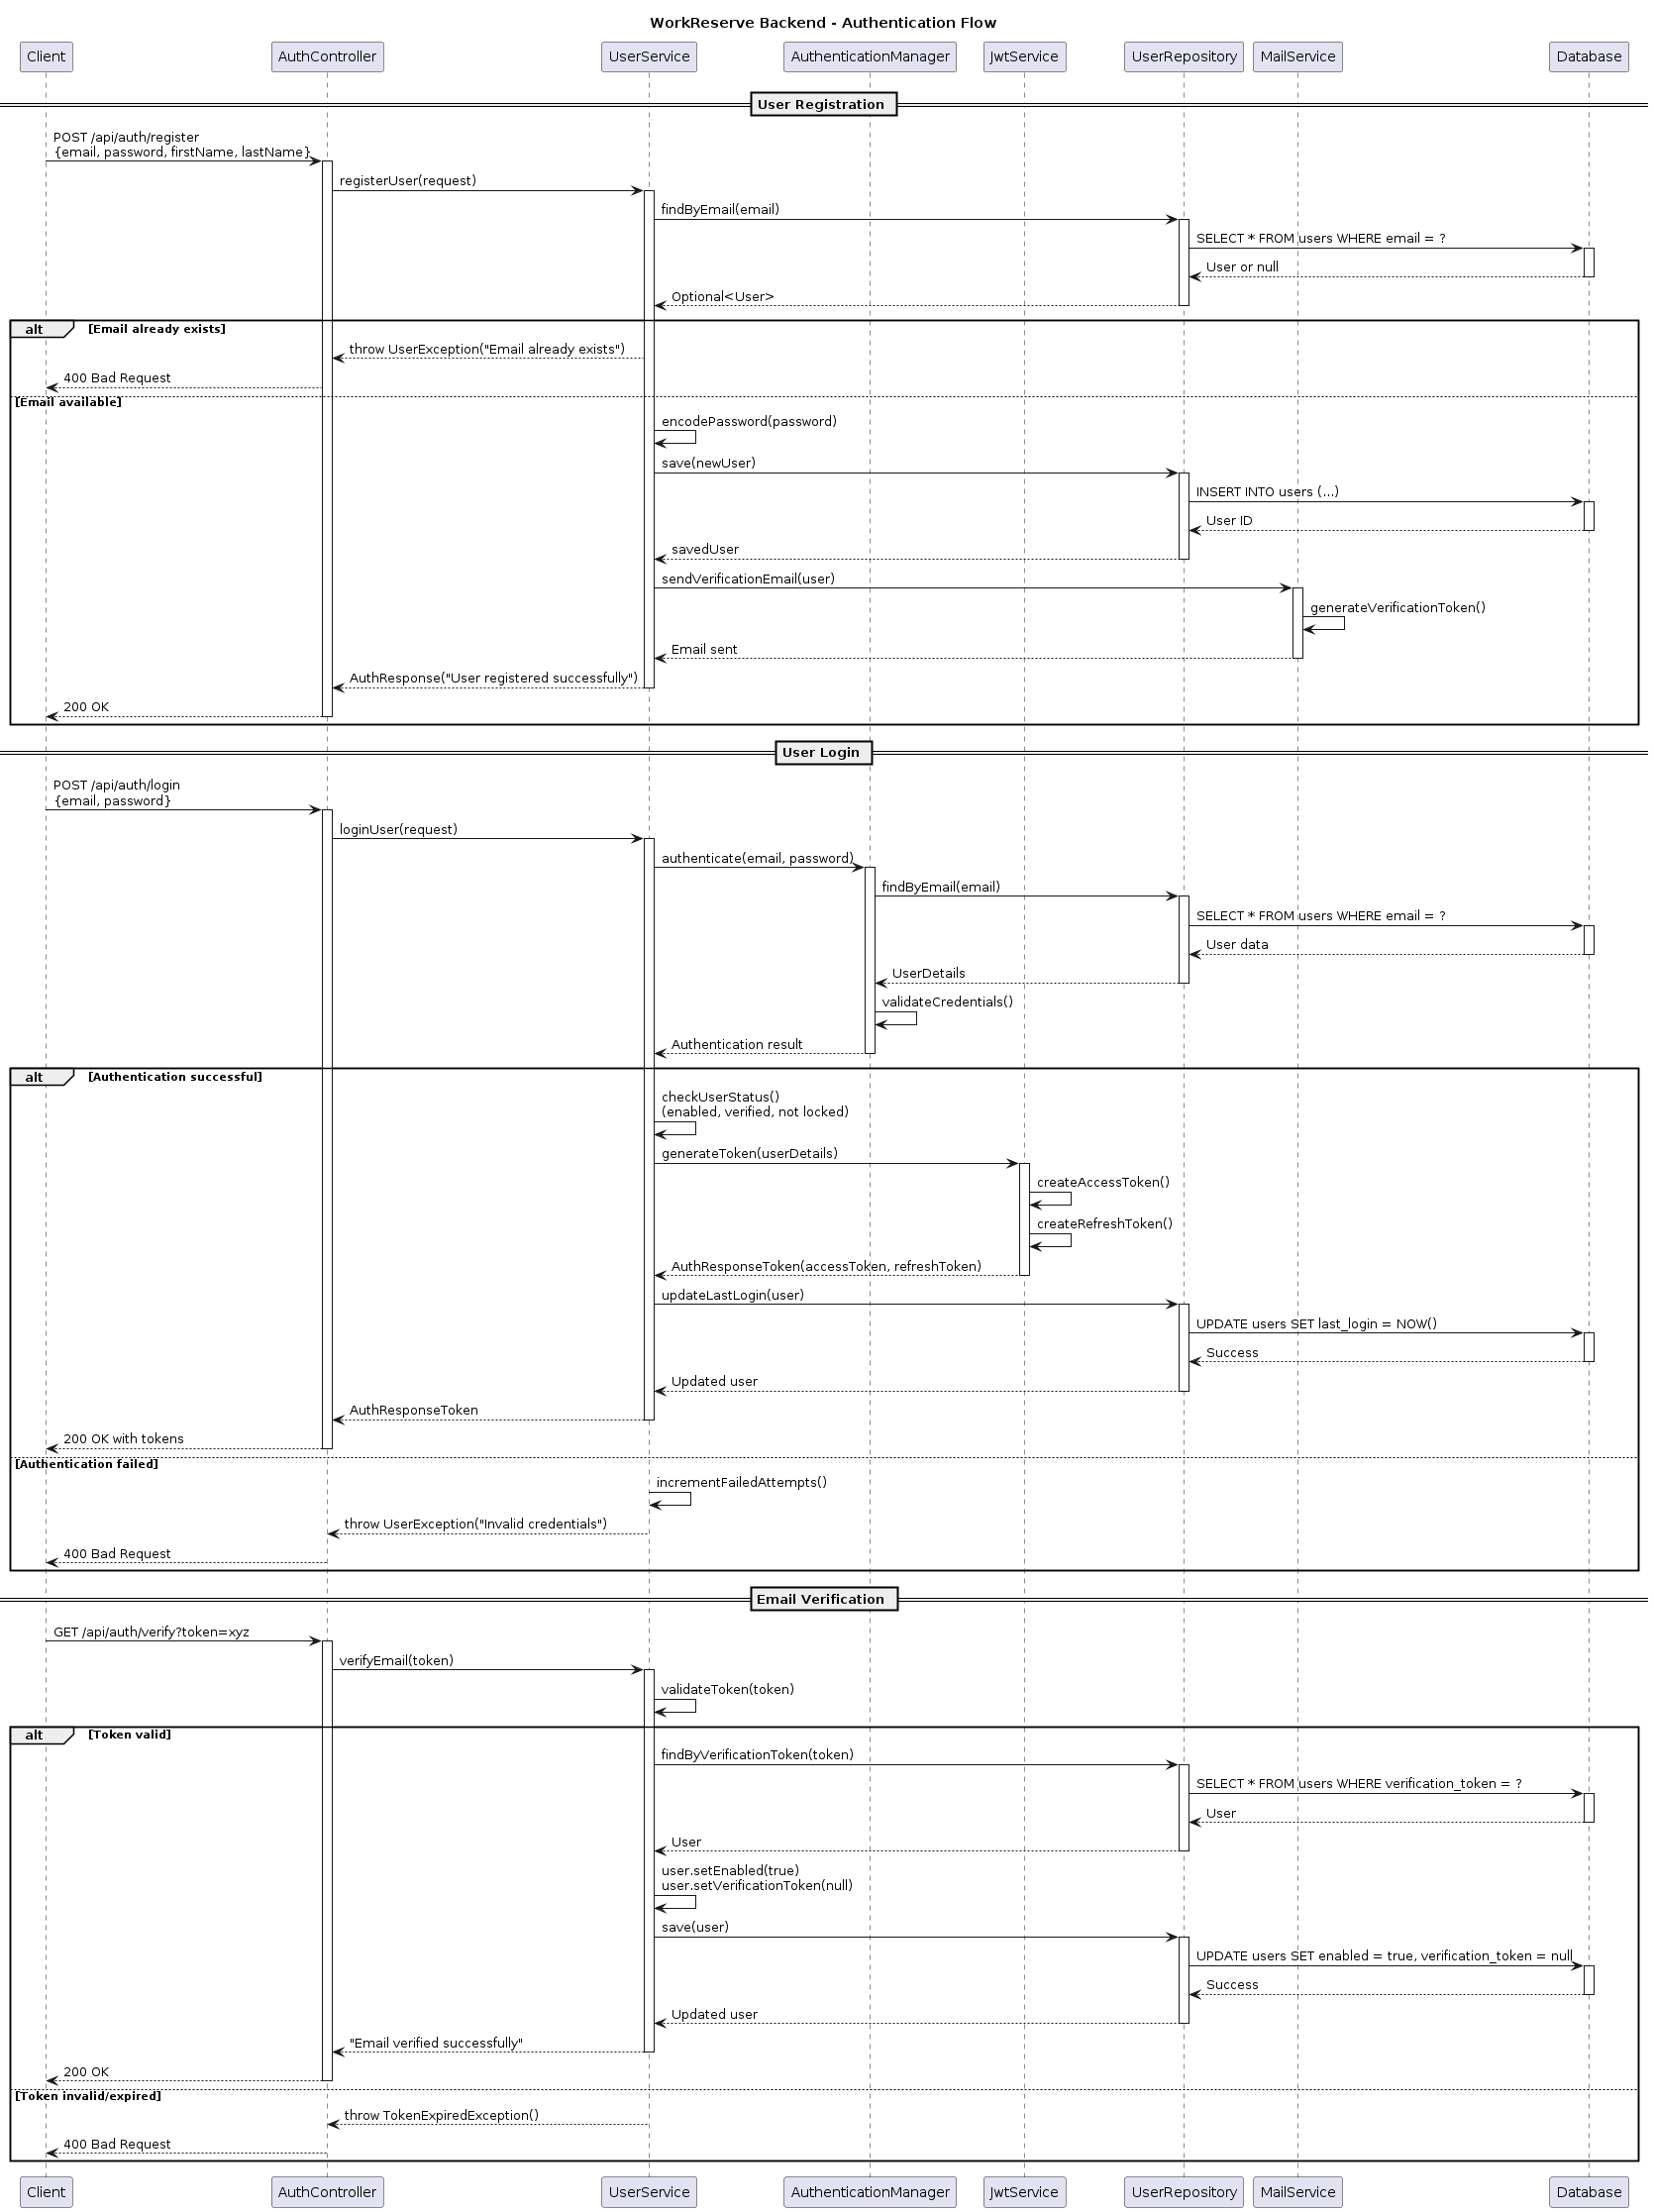 WorkReserve Backend - Authentication Flow
Client
AuthController
UserService
AuthenticationManager
JwtService
UserRepository
MailService
Database
User Registration
POST /api/auth/register
{email, password, firstName, lastName}
registerUser(request)
findByEmail(email)
SELECT * FROM users WHERE email = ?
User or null
Optional<User>
alt
[Email already exists]
throw UserException("Email already exists")
400 Bad Request
[Email available]
encodePassword(password)
save(newUser)
INSERT INTO users (...)
User ID
savedUser
sendVerificationEmail(user)
generateVerificationToken()
Email sent
AuthResponse("User registered successfully")
200 OK
User Login
POST /api/auth/login
{email, password}
loginUser(request)
authenticate(email, password)
findByEmail(email)
SELECT * FROM users WHERE email = ?
User data
UserDetails
validateCredentials()
Authentication result
alt
[Authentication successful]
checkUserStatus()
(enabled, verified, not locked)
generateToken(userDetails)
createAccessToken()
createRefreshToken()
AuthResponseToken(accessToken, refreshToken)
updateLastLogin(user)
UPDATE users SET last_login = NOW()
Success
Updated user
AuthResponseToken
200 OK with tokens
[Authentication failed]
incrementFailedAttempts()
throw UserException("Invalid credentials")
400 Bad Request
Email Verification
GET /api/auth/verify?token=xyz
verifyEmail(token)
validateToken(token)
alt
[Token valid]
findByVerificationToken(token)
SELECT * FROM users WHERE verification_token = ?
User
User
user.setEnabled(true)
user.setVerificationToken(null)
save(user)
UPDATE users SET enabled = true, verification_token = null
Success
Updated user
"Email verified successfully"
200 OK
[Token invalid/expired]
throw TokenExpiredException()
400 Bad Request
Client
AuthController
UserService
AuthenticationManager
JwtService
UserRepository
MailService
Database